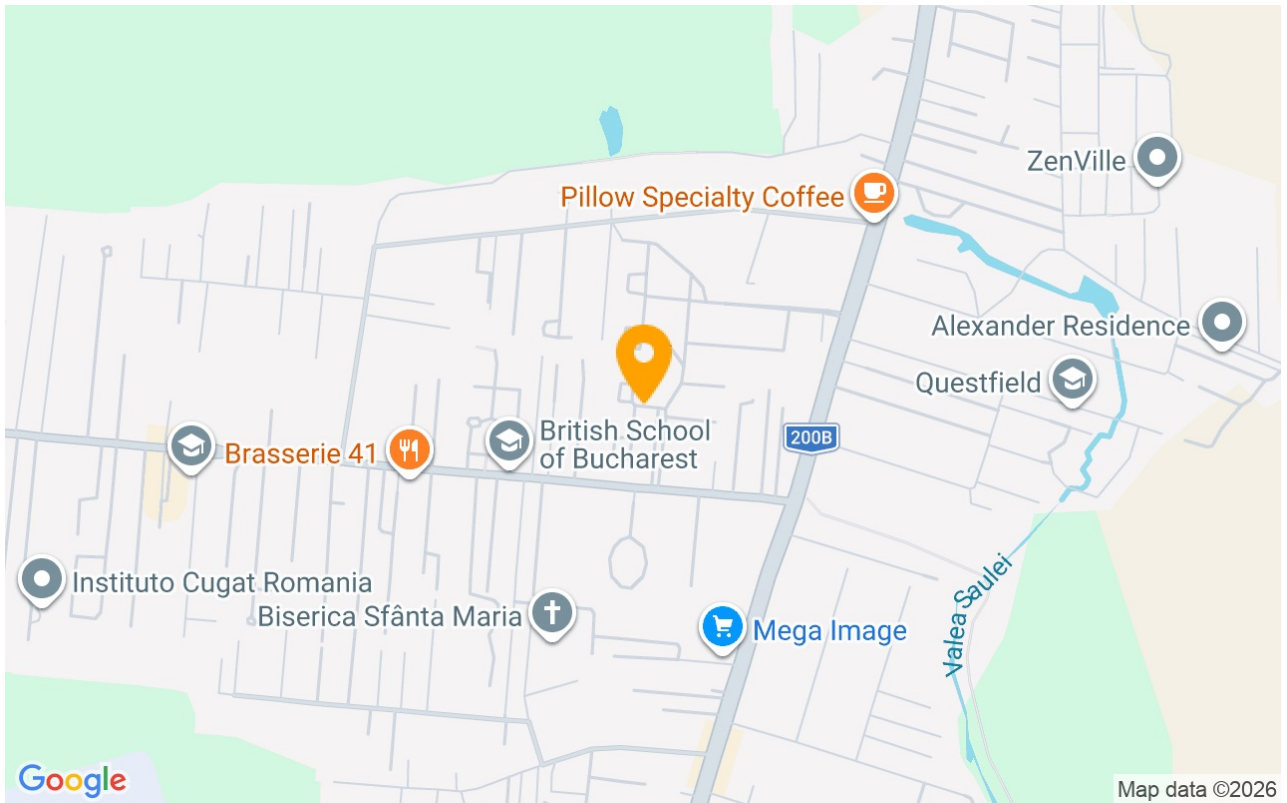 ZenVille
Pillow Specialty Coffee
Alexander Residence
Questfield
200B
British School
of Bucharest
Brasserie 41
Instituto Cugat Romania
Biserica Sfânta Maria
Mega Image
Valea Saulei
Google
Map data ©2026